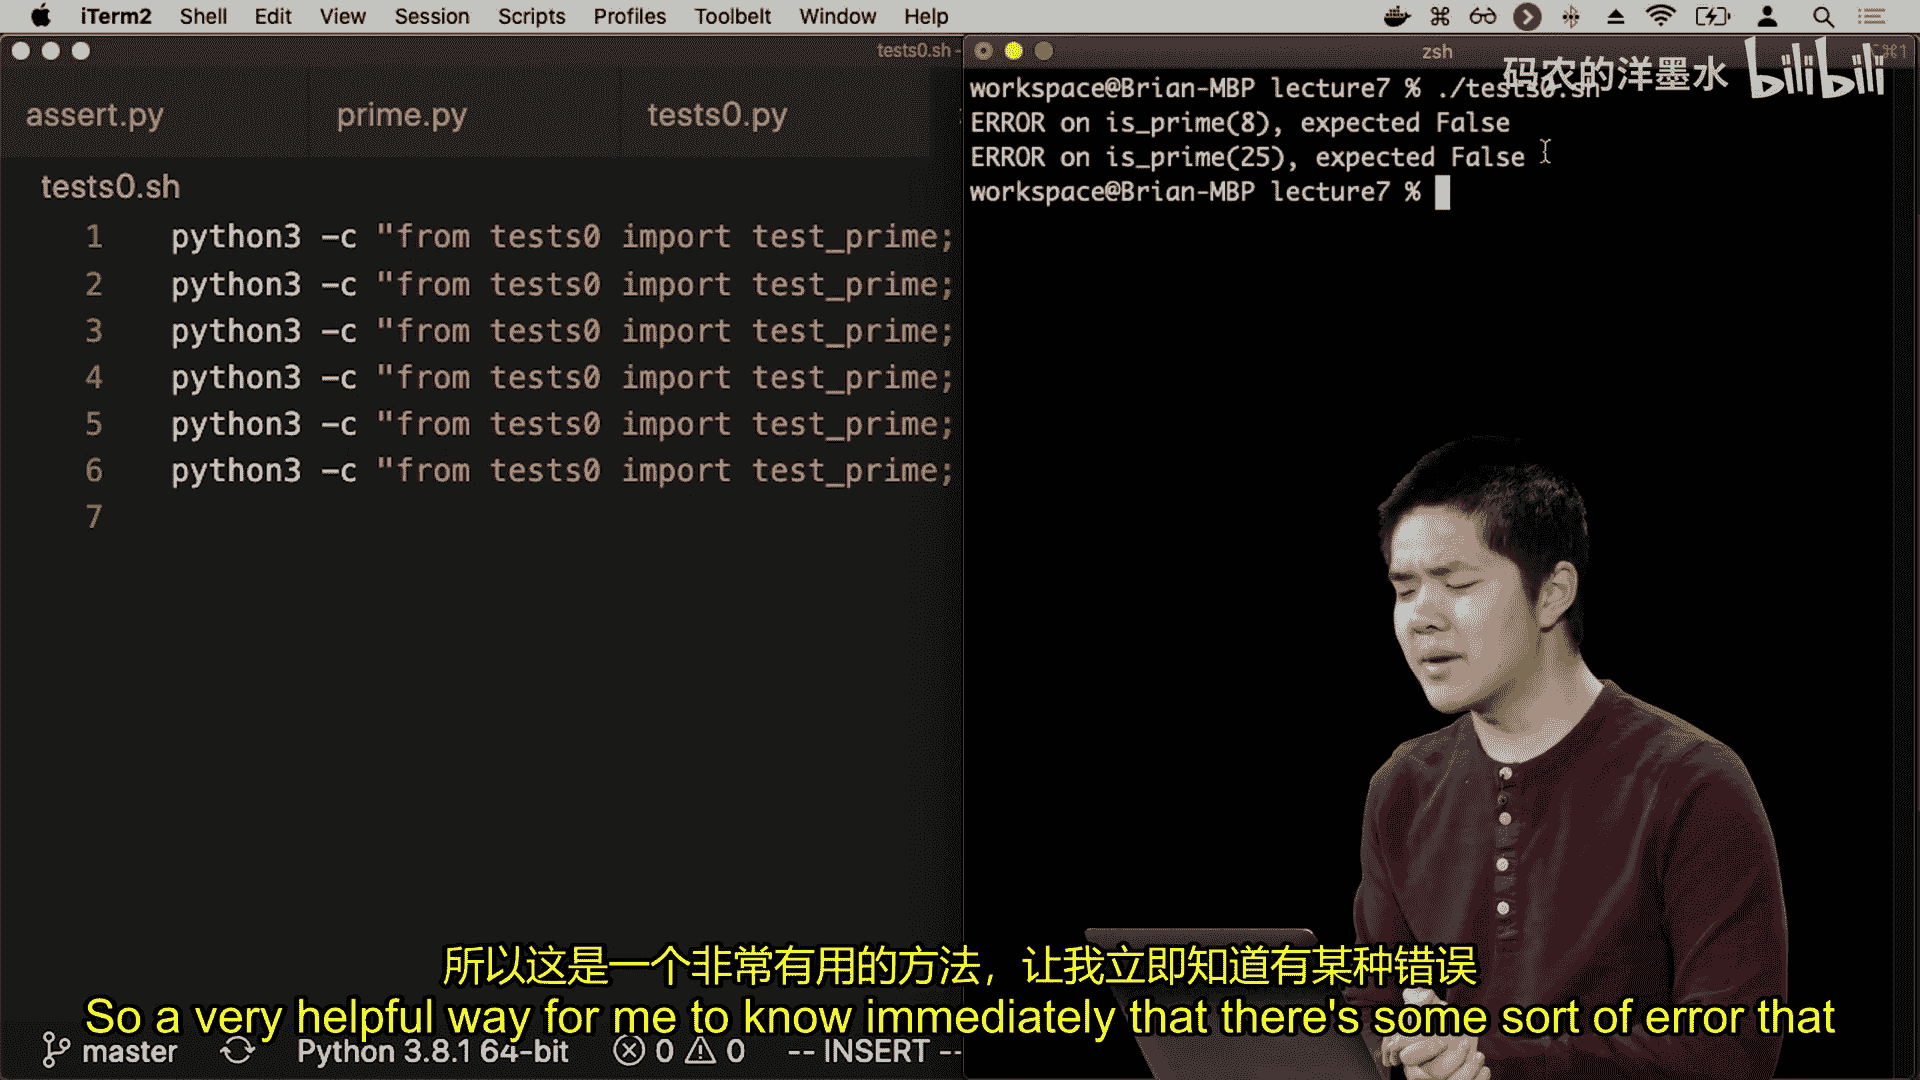 iTerm2 Shell Edit View Session Scripts Profiles Toolbelt Window Help
tests0.sh -
zsh
⌘1
码农的洋墨水 bilibili
assert.py prime.py tests0.py
tests0.sh
1 python3 -c "from tests0 import test_prime;
2 python3 -c "from tests0 import test_prime;
3 python3 -c "from tests0 import test_prime;
4 python3 -c "from tests0 import test_prime;
5 python3 -c "from tests0 import test_prime;
6 python3 -c "from tests0 import test_prime;
7
workspace@Brian-MBP lecture7 % ./tests0.sh
ERROR on is_prime(8), expected False
ERROR on is_prime(25), expected False
workspace@Brian-MBP lecture7 %
所以这是一个非常有用的方法，让我立即知道有某种错误
So a very helpful way for me to know immediately that there's some sort of error that
master Python 3.8.1 64-bit 0 0 -- INSERT --